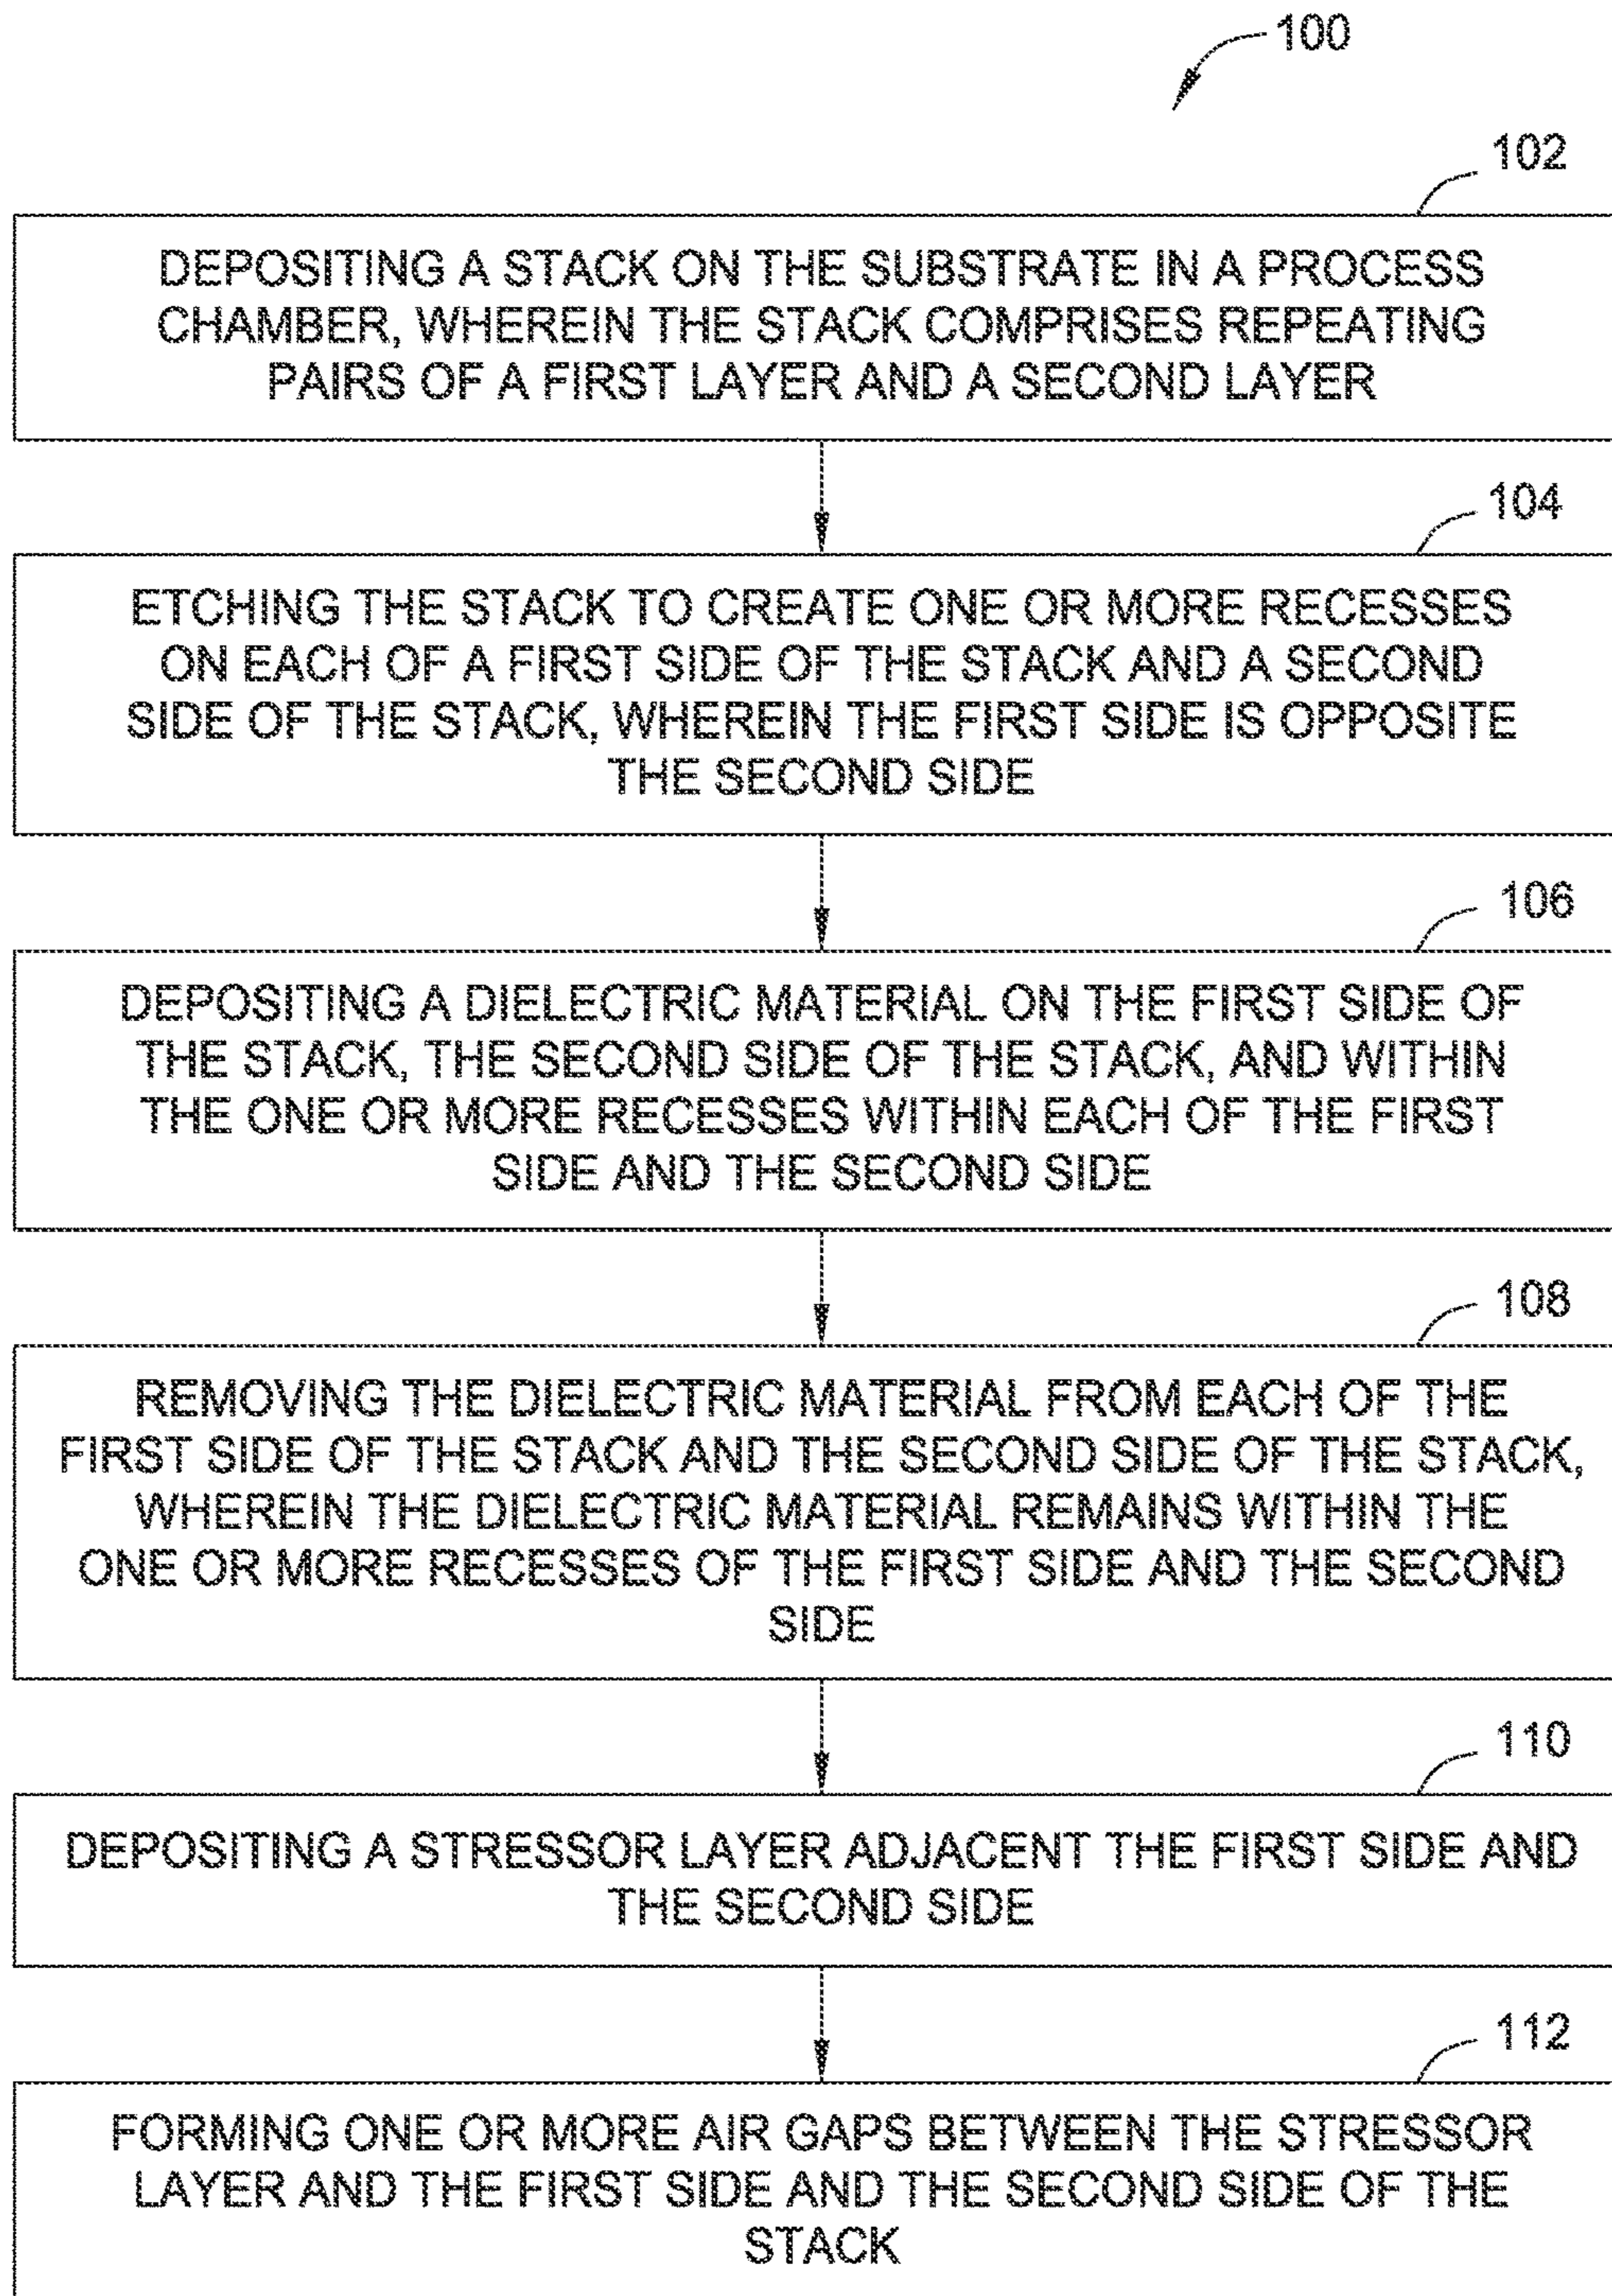 100
102
DEPOSITING A STACK ON THE SUBSTRATE IN A PROCESS
CHAMBER, WHEREIN THE STACK COMPRISES REPEATING
PAIRS OF A FIRST LAYER AND A SECOND LAYER
104
ETCHING THE STACK TO CREATE ONE OR MORE RECESSES
ON EACH OF A FIRST SIDE OF THE STACK AND A SECOND
SIDE OF THE STACK, WHEREIN THE FIRST SIDE IS OPPOSITE
THE SECOND SIDE
106
DEPOSITING A DIELECTRIC MATERIAL ON THE FIRST SIDE OF
THE STACK, THE SECOND SIDE OF THE STACK, AND WITHIN
THE ONE OR MORE RECESSES WITHIN EACH OF THE FIRST
SIDE AND THE SECOND SIDE
108
REMOVING THE DIELECTRIC MATERIAL FROM EACH OF THE
FIRST SIDE OF THE STACK AND THE SECOND SIDE OF THE STACK,
WHEREIN THE DIELECTRIC MATERIAL REMAINS WITHIN THE
ONE OR MORE RECESSES OF THE FIRST SIDE AND THE SECOND
SIDE
110
DEPOSITING A STRESSOR LAYER ADJACENT THE FIRST SIDE AND
THE SECOND SIDE
112
FORMING ONE OR MORE AIR GAPS BETWEEN THE STRESSOR
LAYER AND THE FIRST SIDE AND THE SECOND SIDE OF THE
STACK